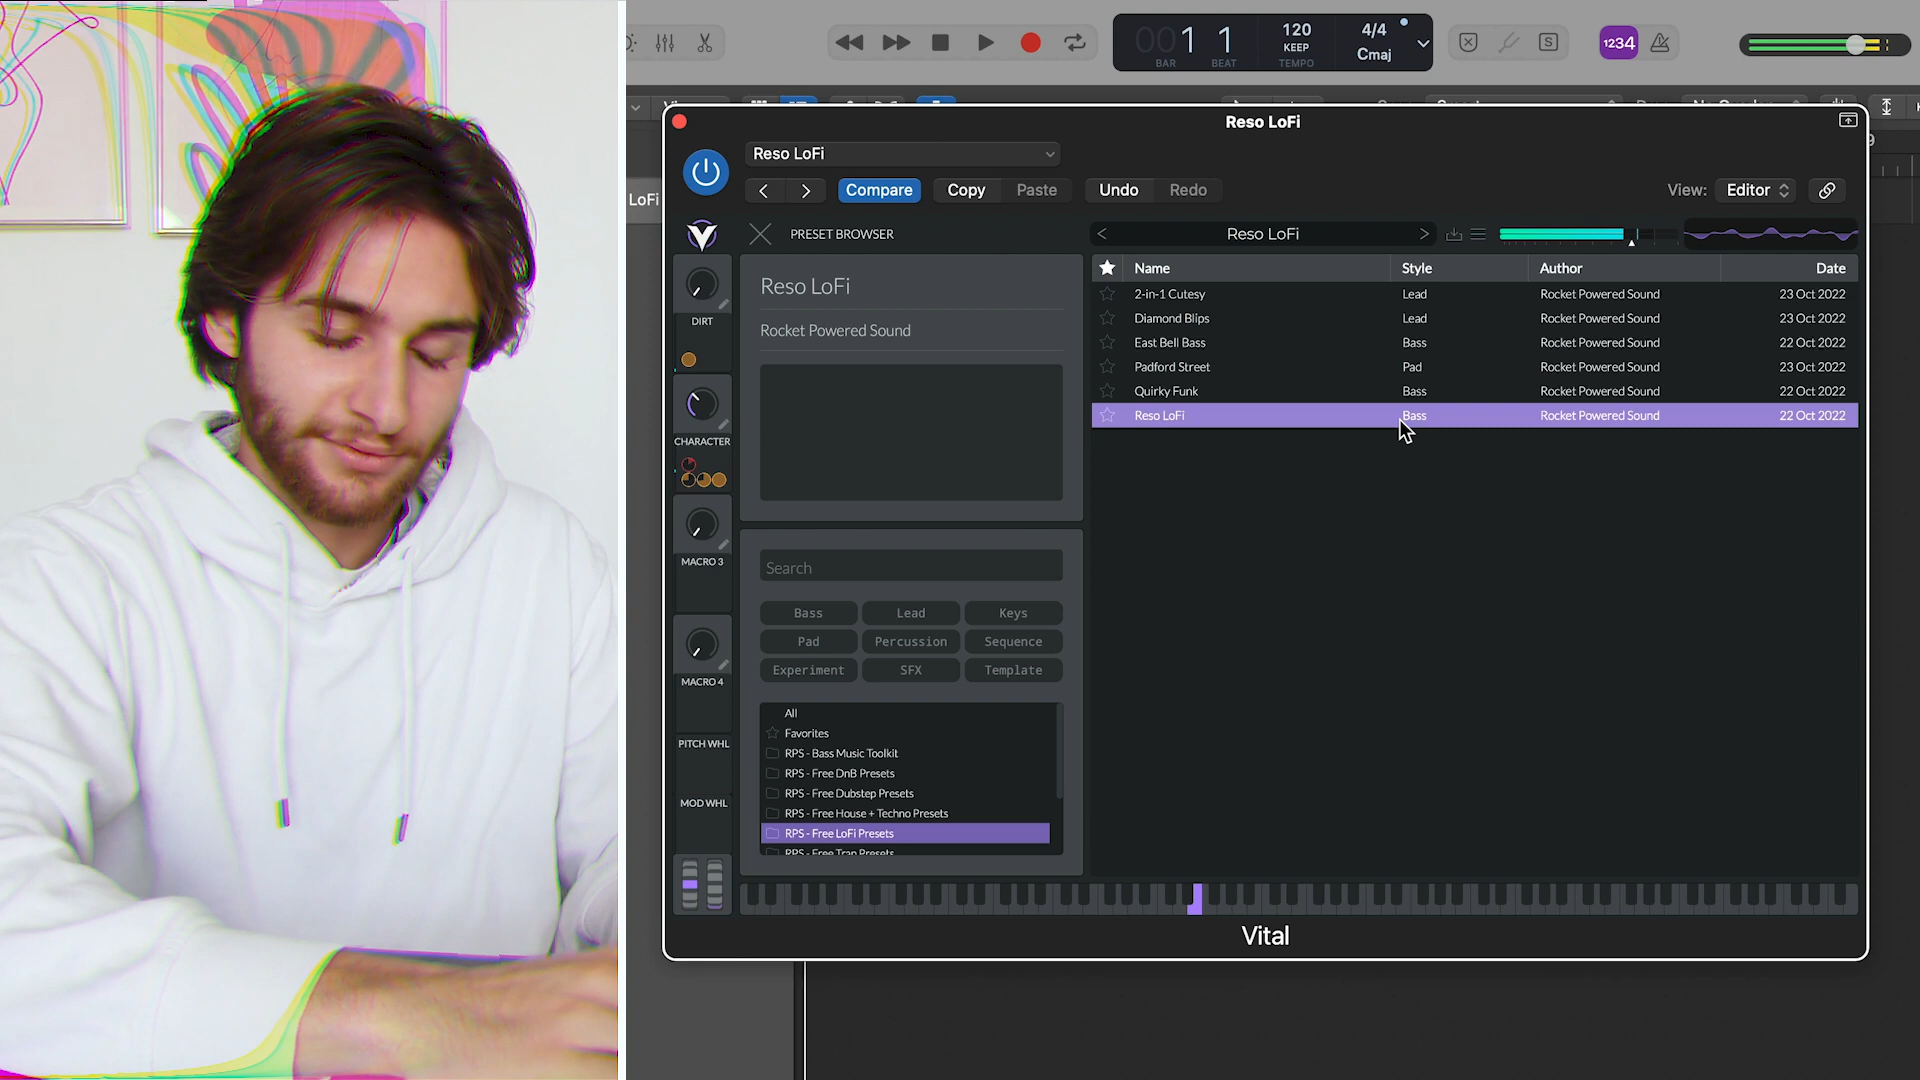 1 1
BAR
BEAT
120
KEEP
TEMPO
4/4
Cmaj
S
1234
Reso LoFi
Reso LoFi
LoFi
Compare
Copy
Paste
Undo
Redo
View:
Editor
PRESET BROWSER
Reso LoFi
DIRT
CHARACTER
MACRO 3
MACRO 4
PITCH WHL
MOD WHL
Reso LoFi
Rocket Powered Sound
Search
Bass Lead Keys
Pad Percussion Sequence
Experiment SFX Template
All
Favorites
RPS - Bass Music Toolkit
RPS - Free DnB Presets
RPS - Free Dubstep Presets
RPS - Free House + Techno Presets
RPS - Free LoFi Presets
RPS - Free Trap Presets
Name Style Author Date
2-in-1 Cutesy Lead Rocket Powered Sound 23 Oct 2022
Diamond Blips Lead Rocket Powered Sound 23 Oct 2022
East Bell Bass Bass Rocket Powered Sound 22 Oct 2022
Padford Street Pad Rocket Powered Sound 23 Oct 2022
Quirky Funk Bass Rocket Powered Sound 22 Oct 2022
Reso LoFi Bass Rocket Powered Sound 22 Oct 2022
Vital